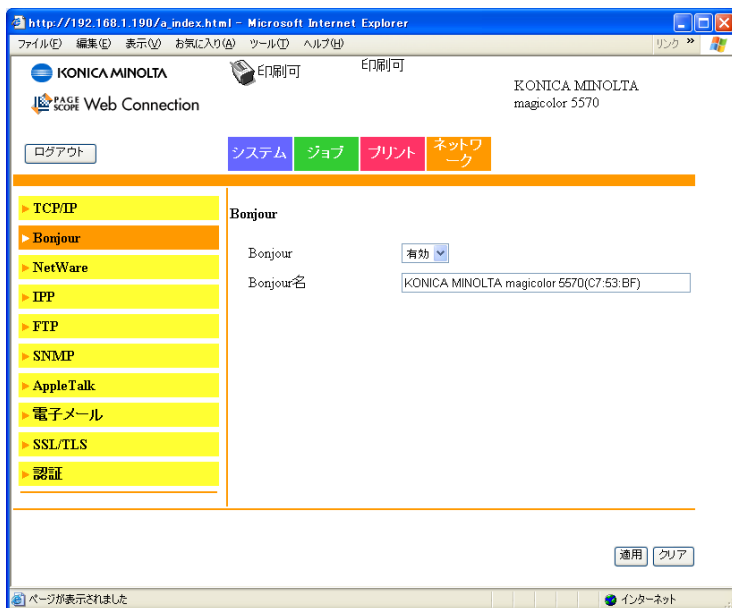 http://192.168.1.190/a_index.html - Microsoft Internet Explorer
ファイル(F) 編集(E) 表示(V) お気に入り(A) ツール(T) ヘルプ(H) リンク »
KONICA MINOLTA
印刷可
印刷可
KONICA MINOLTA
magicolor 5570
PAGE SCOPE Web Connection
ログアウト
システム
ジョブ
プリント
ネットワ
ーク
TCP/IP
Bonjour
NetWare
IPP
FTP
SNMP
AppleTalk
電子メール
SSL/TLS
認証
Bonjour
Bonjour 有効
Bonjour名 KONICA MINOLTA magicolor 5570(C7:53:BF)
適用 クリア
ページが表示されました インターネット